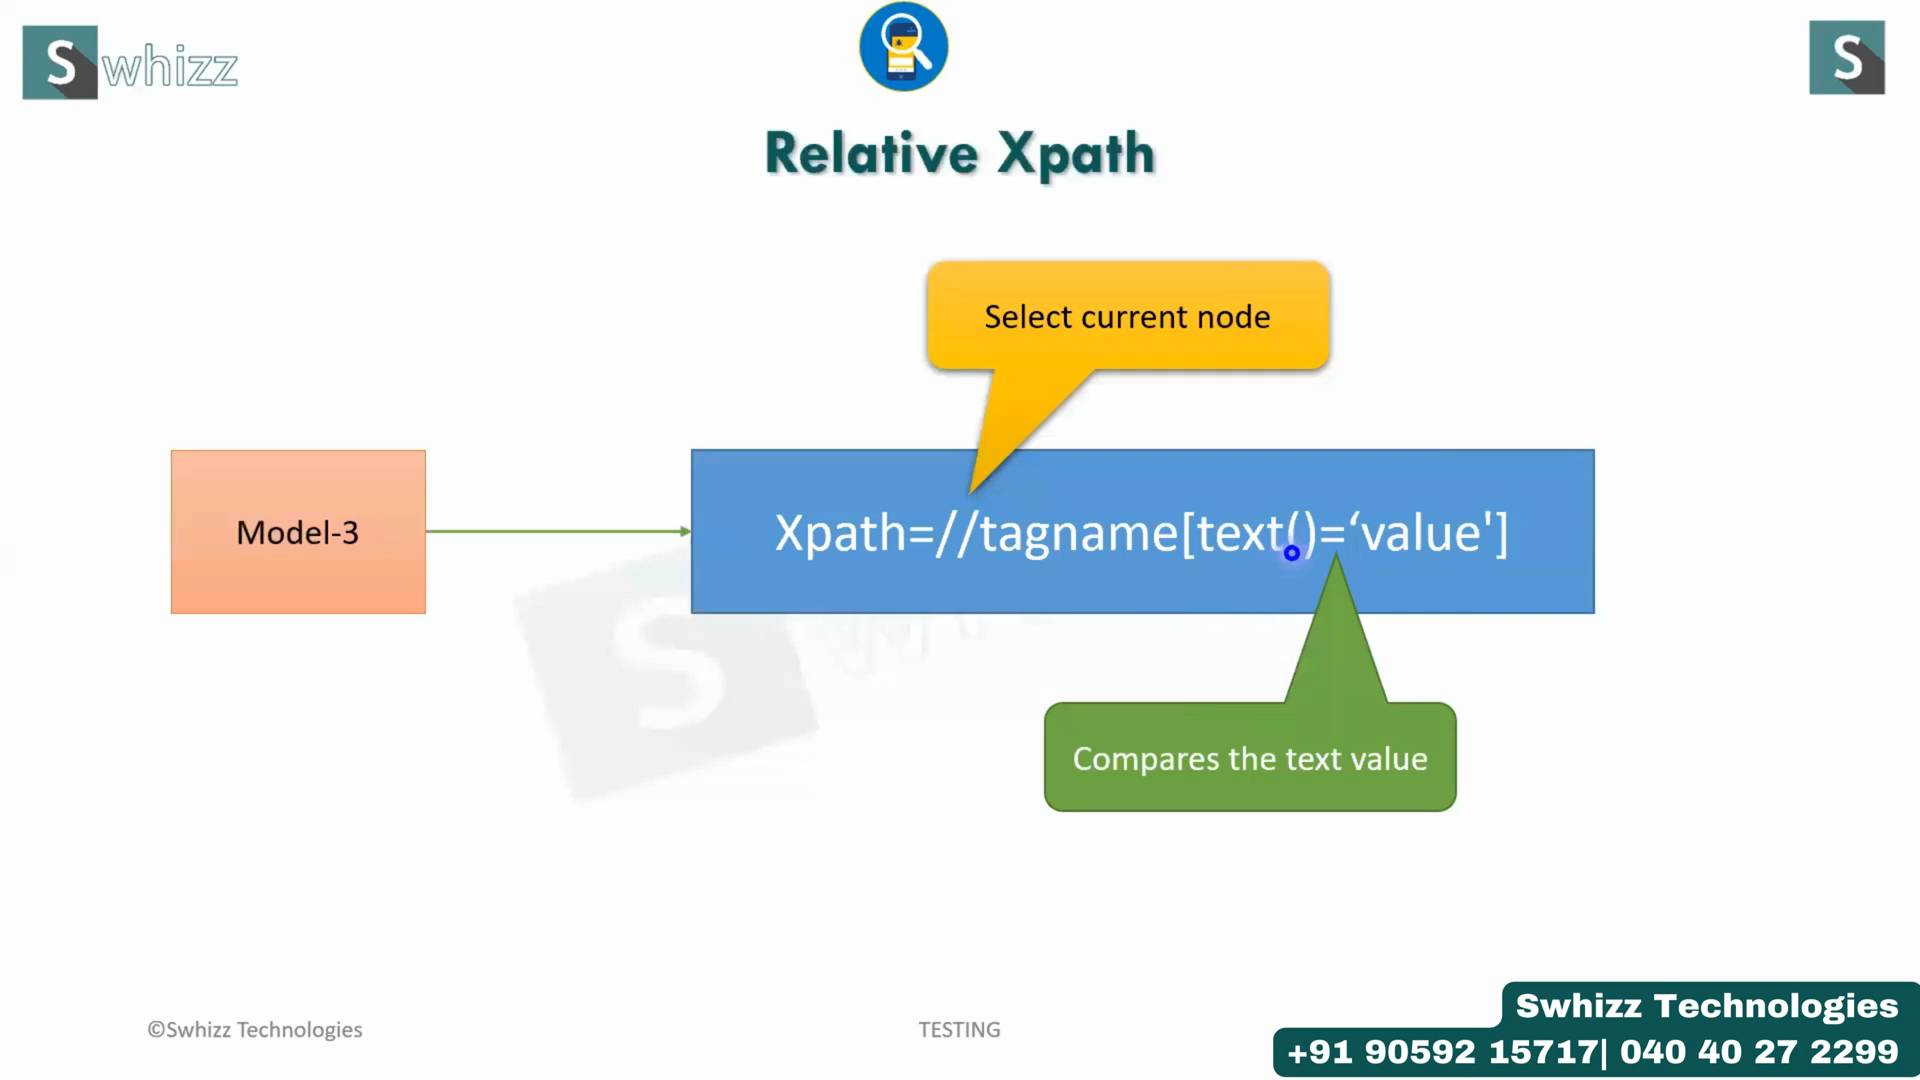 S whizz
S
Relative Xpath
Select current node
Model-3
Xpath=//tagname[text()=‘value']
S
Compares the text value
©Swhizz Technologies
TESTING
Swhizz Technologies
+91 90592 15717| 040 40 27 2299